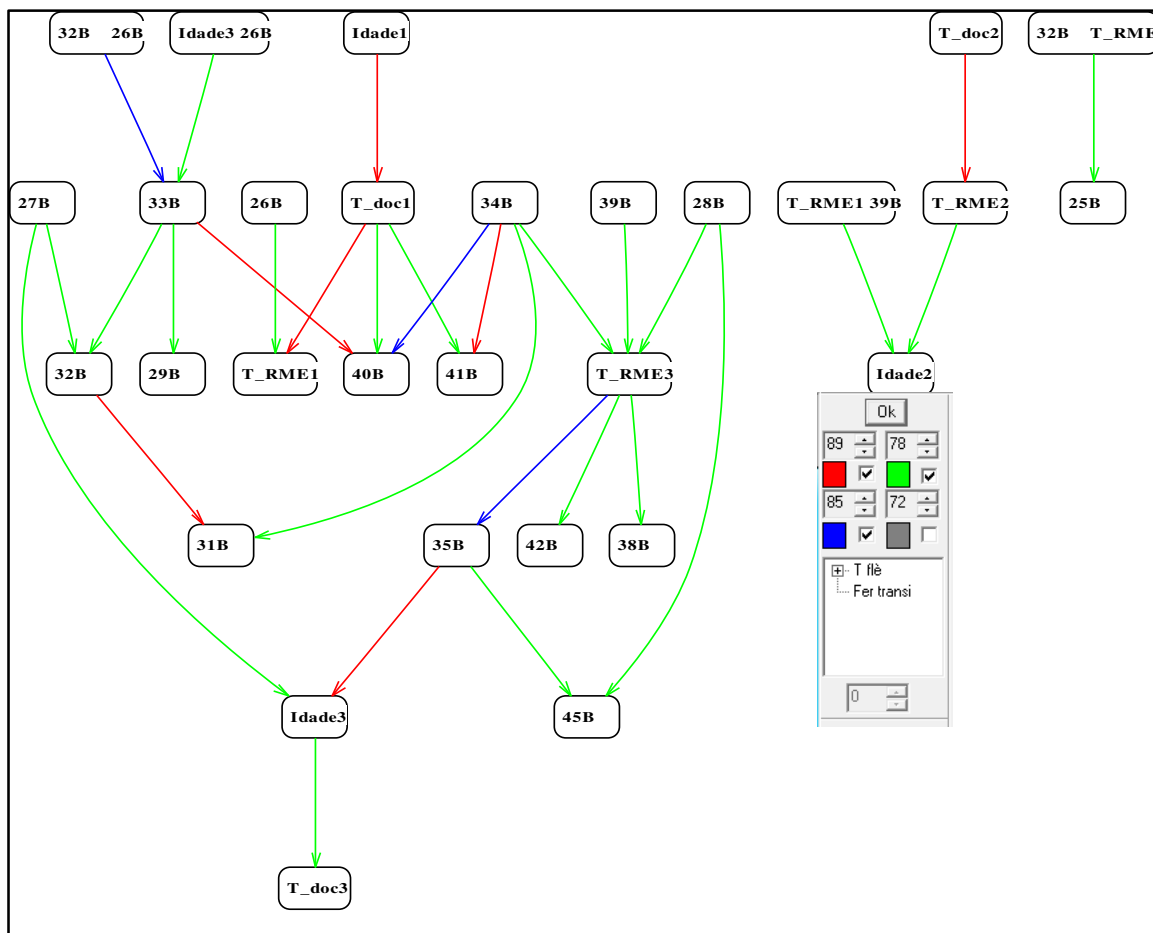 32B 26B
Idade3 26B
Idade1
T_doc2
32B T_RME
27B
33B
26B
T_doc1
34B
39B
28B
T_RME1 39B
T_RME2
25B
32B
29B
T_RME1
40B
41B
T_RME3
Idade2
Ok
89 78
85 72
T flè
Fer transi
0
31B
35B
42B
38B
Idade3
45B
T_doc3